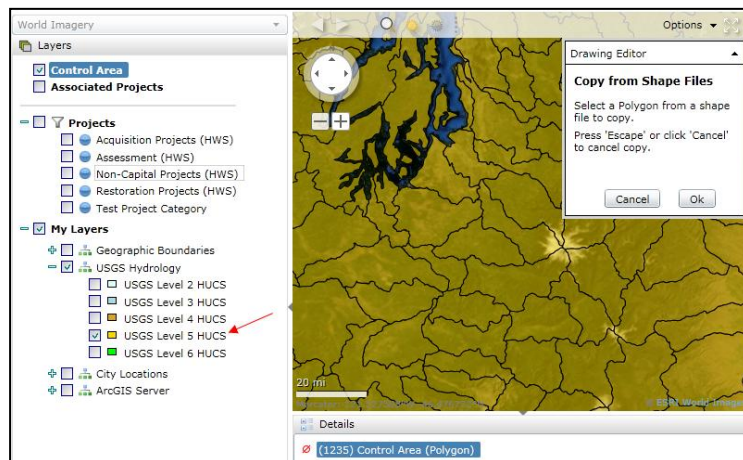 World Imagery
Layers
Control Area
Associated Projects
Projects
Acquisition Projects (HWS)
Assessment (HWS)
Non-Capital Projects (HWS)
Restoration Projects (HWS)
Test Project Category
My Layers
Geographic Boundaries
USGS Hydrology
USGS Level 2 HUCS
USGS Level 3 HUCS
USGS Level 4 HUCS
USGS Level 5 HUCS
USGS Level 6 HUCS
City Locations
ArcGIS Server
Options
Drawing Editor
Copy from Shape Files
Select a Polygon from a shape
file to copy.
Press 'Escape' or click 'Cancel'
to cancel copy.
Cancel Ok
20 mi
© ESRI World Imagery
Details
(1235) Control Area (Polygon)